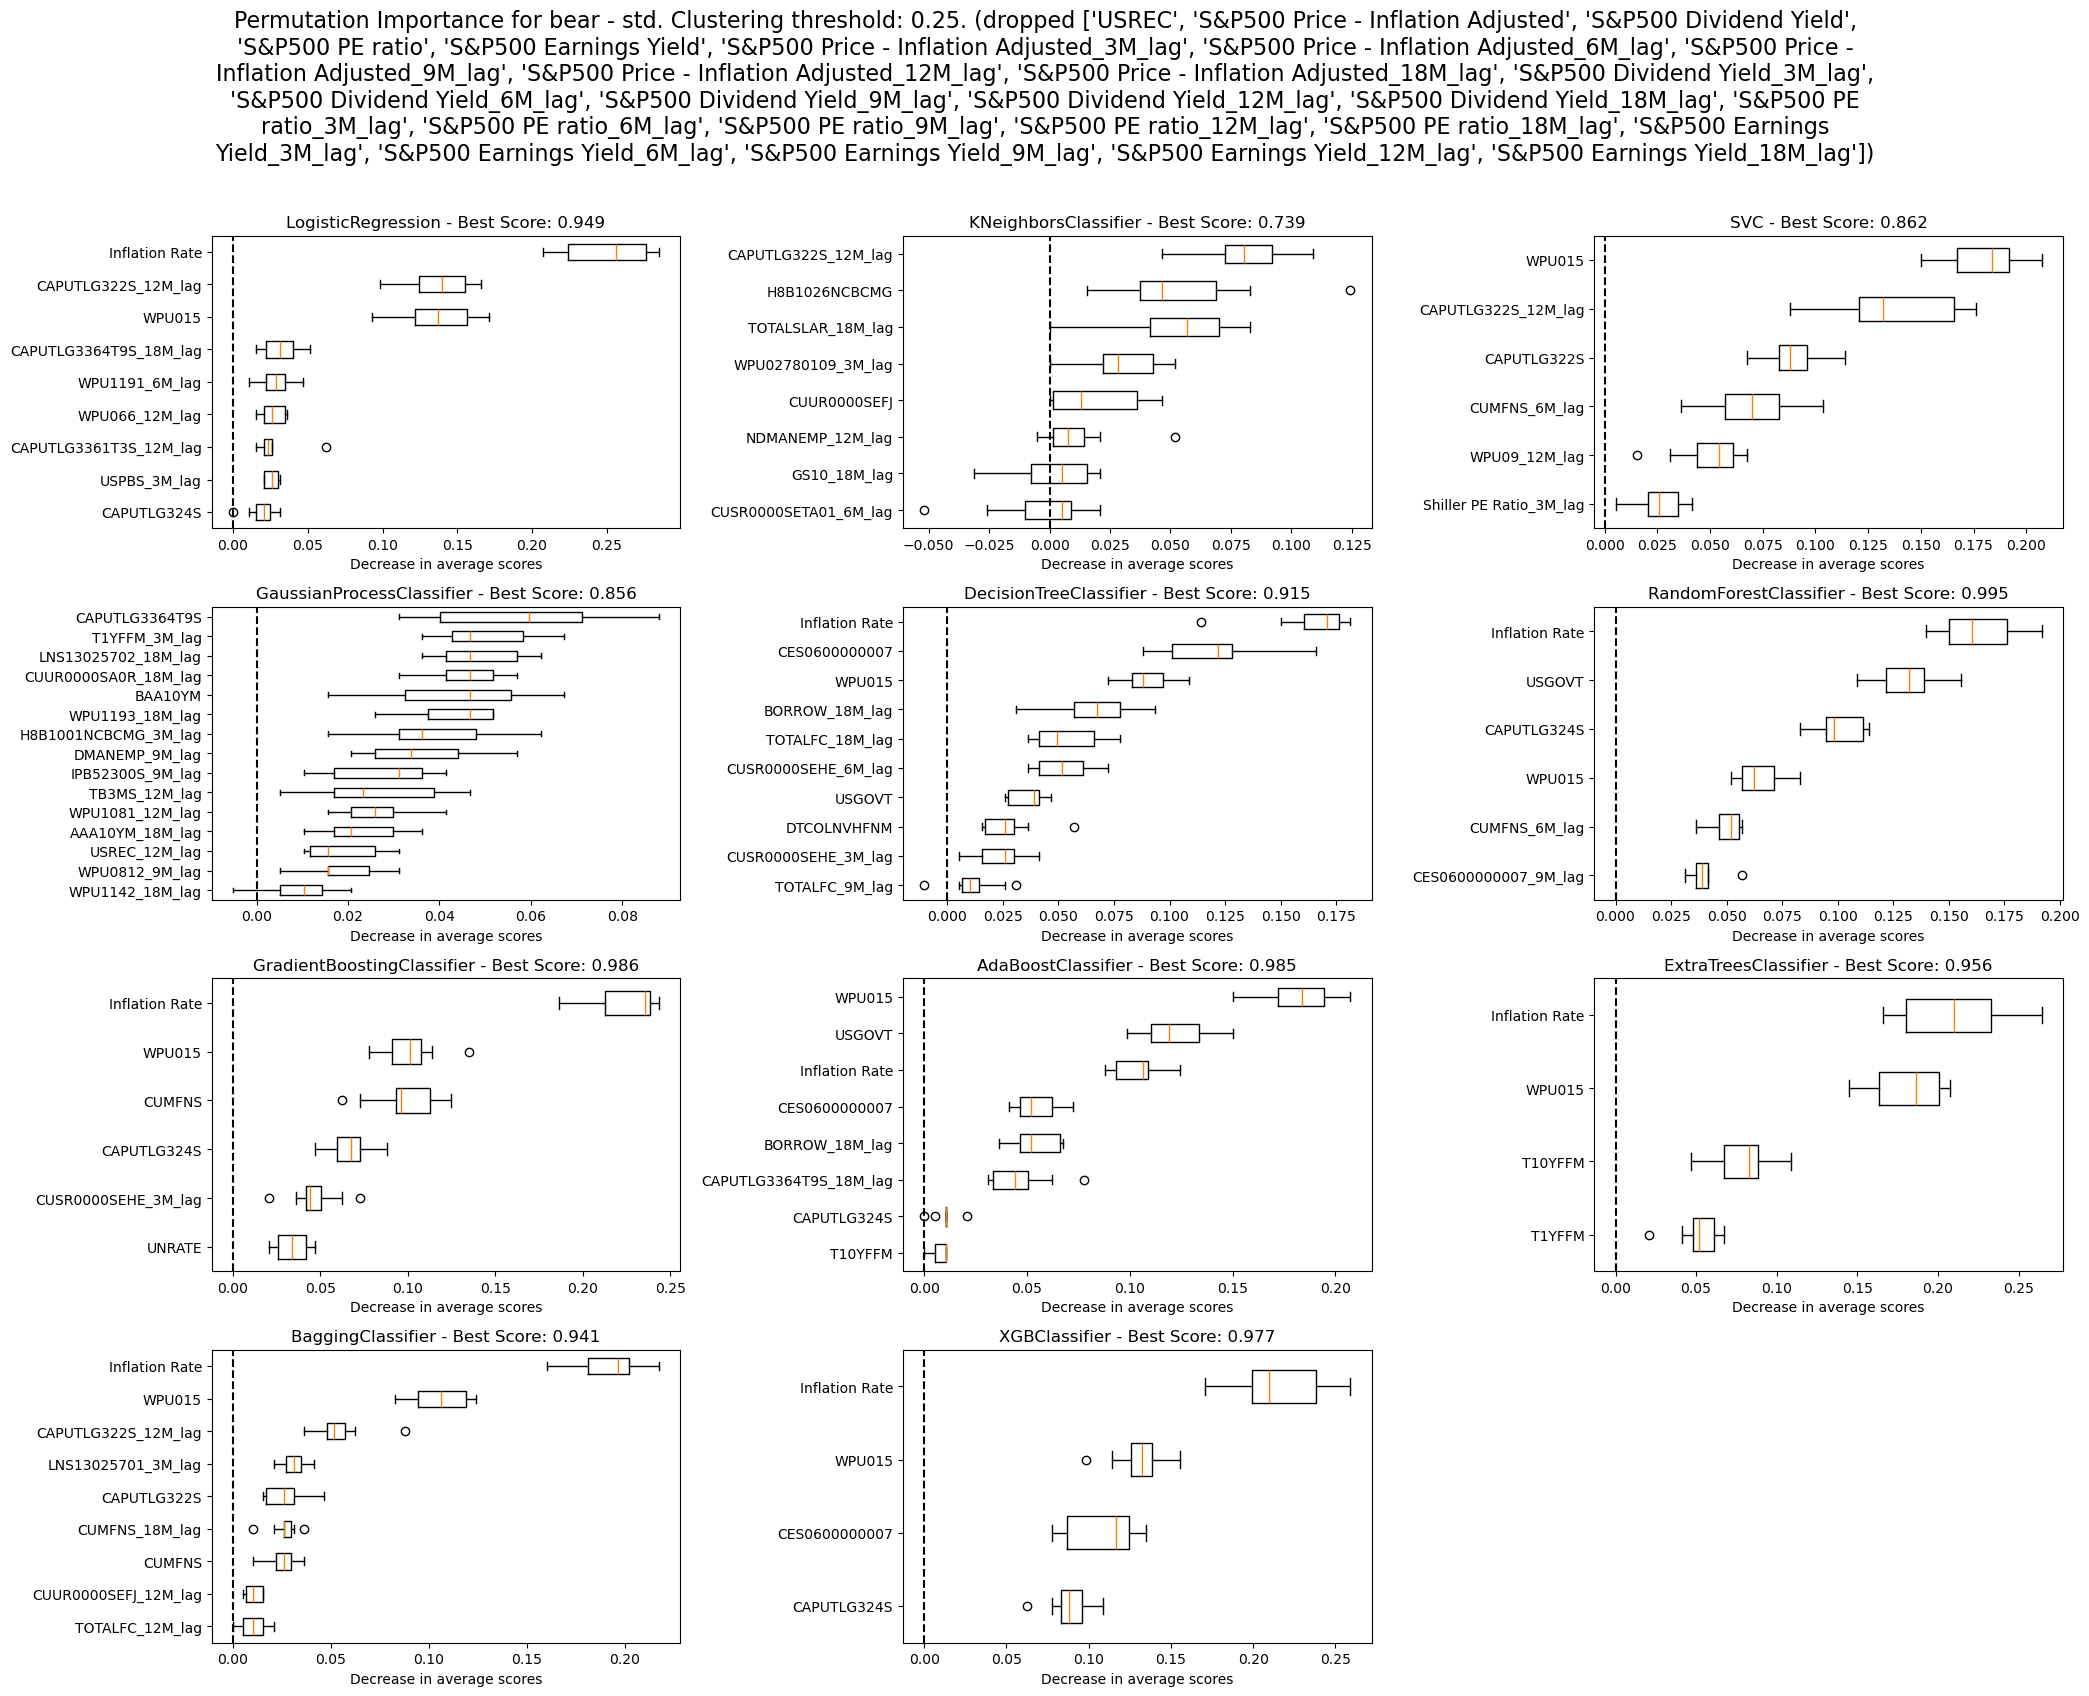 Permutation Importance for bear - std. Clustering threshold: 0.25. (dropped ['USREC', 'S&P500 Price - Inflation Adjusted', 'S&P500 Dividend Yield',
'S&P500 PE ratio', 'S&P500 Earnings Yield', 'S&P500 Price - Inflation Adjusted_3M_lag', 'S&P500 Price - Inflation Adjusted_6M_lag', 'S&P500 Price -
Inflation Adjusted_9M_lag', 'S&P500 Price - Inflation Adjusted_12M_lag', 'S&P500 Price - Inflation Adjusted_18M_lag', 'S&P500 Dividend Yield_3M_lag',
'S&P500 Dividend Yield_6M_lag', 'S&P500 Dividend Yield_9M_lag', 'S&P500 Dividend Yield_12M_lag', 'S&P500 Dividend Yield_18M_lag', 'S&P500 PE
ratio_3M_lag', 'S&P500 PE ratio_6M_lag', 'S&P500 PE ratio_9M_lag', 'S&P500 PE ratio_12M_lag', 'S&P500 PE ratio_18M_lag', 'S&P500 Earnings
Yield_3M_lag', 'S&P500 Earnings Yield_6M_lag', 'S&P500 Earnings Yield_9M_lag', 'S&P500 Earnings Yield_12M_lag', 'S&P500 Earnings Yield_18M_lag'])
LogisticRegression - Best Score: 0.949
Inflation Rate
CAPUTLG322S_12M_lag
WPU015
CAPUTLG3364T9S_18M_lag
WPU1191_6M_lag
WPU066_12M_lag
CAPUTLG3361T3S_12M_lag
USPBS_3M_lag
CAPUTLG324S
0.00 0.05 0.10 0.15 0.20 0.25
Decrease in average scores
KNeighborsClassifier - Best Score: 0.739
CAPUTLG322S_12M_lag
H8B1026NCBCMG
TOTALSLAR_18M_lag
WPU02780109_3M_lag
CUUR0000SEFJ
NDMANEMP_12M_lag
GS10_18M_lag
CUSR0000SETA01_6M_lag
−0.050 −0.025 0.000 0.025 0.050 0.075 0.100 0.125
Decrease in average scores
SVC - Best Score: 0.862
WPU015
CAPUTLG322S_12M_lag
CAPUTLG322S
CUMFNS_6M_lag
WPU09_12M_lag
Shiller PE Ratio_3M_lag
0.000 0.025 0.050 0.075 0.100 0.125 0.150 0.175 0.200
Decrease in average scores
GaussianProcessClassifier - Best Score: 0.856
CAPUTLG3364T9S
T1YFFM_3M_lag
LNS13025702_18M_lag
CUUR0000SA0R_18M_lag
BAA10YM
WPU1193_18M_lag
H8B1001NCBCMG_3M_lag
DMANEMP_9M_lag
IPB52300S_9M_lag
TB3MS_12M_lag
WPU1081_12M_lag
AAA10YM_18M_lag
USREC_12M_lag
WPU0812_9M_lag
WPU1142_18M_lag
0.00 0.02 0.04 0.06 0.08
Decrease in average scores
DecisionTreeClassifier - Best Score: 0.915
Inflation Rate
CES0600000007
WPU015
BORROW_18M_lag
TOTALFC_18M_lag
CUSR0000SEHE_6M_lag
USGOVT
DTCOLNVHFNM
CUSR0000SEHE_3M_lag
TOTALFC_9M_lag
0.000 0.025 0.050 0.075 0.100 0.125 0.150 0.175
Decrease in average scores
RandomForestClassifier - Best Score: 0.995
Inflation Rate
USGOVT
CAPUTLG324S
WPU015
CUMFNS_6M_lag
CES0600000007_9M_lag
0.000 0.025 0.050 0.075 0.100 0.125 0.150 0.175 0.200
Decrease in average scores
GradientBoostingClassifier - Best Score: 0.986
Inflation Rate
WPU015
CUMFNS
CAPUTLG324S
CUSR0000SEHE_3M_lag
UNRATE
0.00 0.05 0.10 0.15 0.20 0.25
Decrease in average scores
AdaBoostClassifier - Best Score: 0.985
WPU015
USGOVT
Inflation Rate
CES0600000007
BORROW_18M_lag
CAPUTLG3364T9S_18M_lag
CAPUTLG324S
T10YFFM
0.00 0.05 0.10 0.15 0.20
Decrease in average scores
ExtraTreesClassifier - Best Score: 0.956
Inflation Rate
WPU015
T10YFFM
T1YFFM
0.00 0.05 0.10 0.15 0.20 0.25
Decrease in average scores
BaggingClassifier - Best Score: 0.941
Inflation Rate
WPU015
CAPUTLG322S_12M_lag
LNS13025701_3M_lag
CAPUTLG322S
CUMFNS_18M_lag
CUMFNS
CUUR0000SEFJ_12M_lag
TOTALFC_12M_lag
0.00 0.05 0.10 0.15 0.20
Decrease in average scores
XGBClassifier - Best Score: 0.977
Inflation Rate
WPU015
CES0600000007
CAPUTLG324S
0.00 0.05 0.10 0.15 0.20 0.25
Decrease in average scores